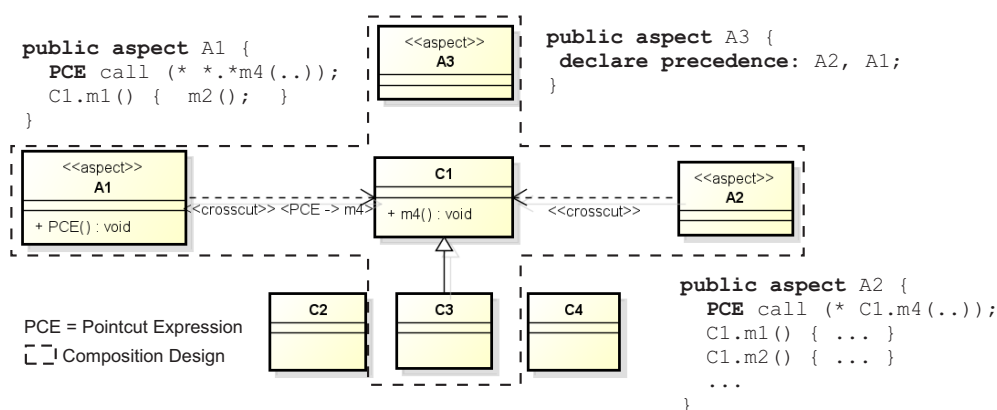 public aspect A1 {
PCE call (* *.*m4(..));
C1.m1() { m2(); }
}
<<aspect>>
A3
public aspect A3 {
declare precedence: A2, A1;
}
<<aspect>>
A1
+ PCE() : void
<<crosscut>> <PCE -> m4>
C1
+ m4() : void
<<crosscut>>
<<aspect>>
A2
C2
C3
C4
PCE = Pointcut Expression
Composition Design
public aspect A2 {
PCE call (* C1.m4(..));
C1.m1() { ... }
C1.m2() { ... }
...
}